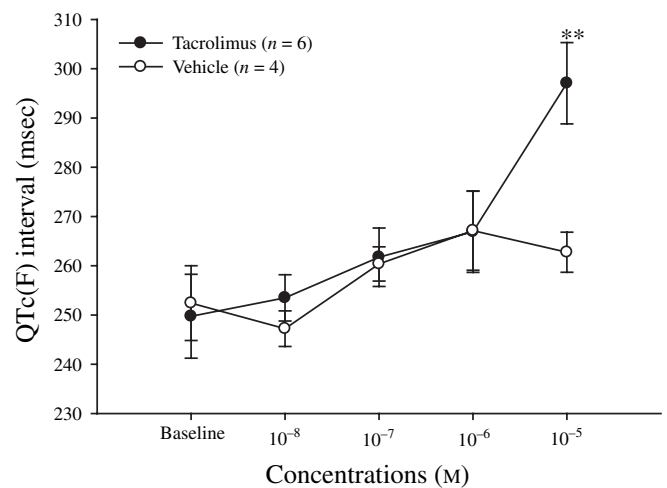 310
300
290
280
270
260
250
240
230
QTc(F) interval (msec)
Tacrolimus (n = 6)
Vehicle (n = 4)
**
Baseline 10⁻⁸ 10⁻⁷ 10⁻⁶ 10⁻⁵
Concentrations (M)